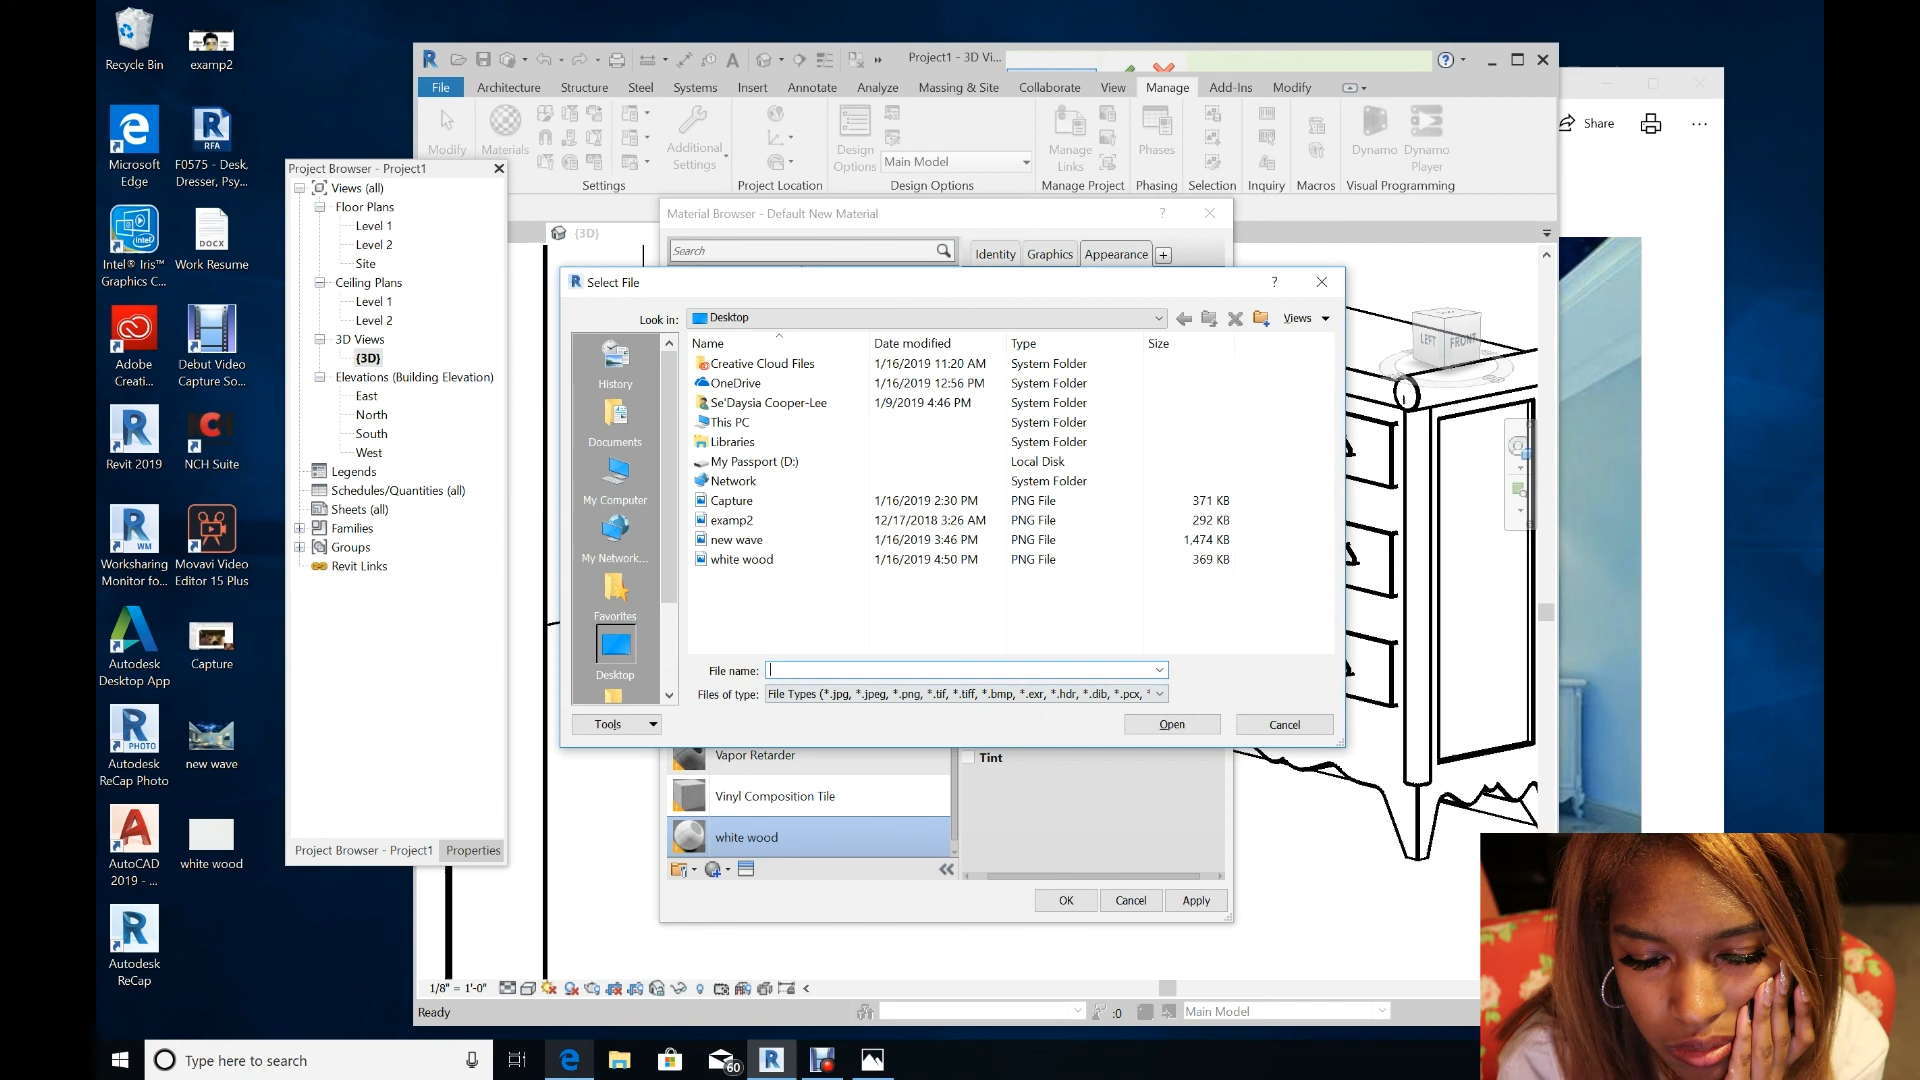 Recycle Bin
examp2
Microsoft
Edge
F0575 - Desk,
Dresser, Psy...
Intel® Iris™
Graphics C...
Work Resume
DOCX
RFA
Adobe
Creati...
Debut Video
Capture So...
Revit 2019
NCH Suite
WM
Worksharing
Monitor fo...
Movavi Video
Editor 15 Plus
Autodesk
Desktop App
Capture
PHOTO
Autodesk
ReCap Photo
new wave
AutoCAD
2019 - ...
white wood
Autodesk
ReCap
Project1 - 3D Vi...
File
Architecture
Structure
Steel
Systems
Insert
Annotate
Analyze
Massing & Site
Collaborate
View
Manage
Add-Ins
Modify
Modify
Materials
Additional
Settings
Settings
Project Location
Design
Options
Main Model
Design Options
Manage
Links
Manage Project
Phases
Phasing
Selection
Inquiry
Macros
Dynamo
Dynamo
Player
Visual Programming
Share
Project Browser - Project1
Views (all)
Floor Plans
Level 1
Level 2
Site
Ceiling Plans
Level 1
Level 2
3D Views
{3D}
Elevations (Building Elevation)
East
North
South
West
Legends
Schedules/Quantities (all)
Sheets (all)
Families
Groups
Revit Links
Project Browser - Project1
Properties
{3D}
Material Browser - Default New Material
Search
Identity
Graphics
Appearance
Select File
Look in:
Desktop
Views
Name
Date modified
Type
Size
Creative Cloud Files 1/16/2019 11:20 AM System Folder
OneDrive 1/16/2019 12:56 PM System Folder
Se'Daysia Cooper-Lee 1/9/2019 4:46 PM System Folder
This PC System Folder
Libraries System Folder
My Passport (D:) Local Disk
Network System Folder
Capture 1/16/2019 2:30 PM PNG File 371 KB
examp2 12/17/2018 3:26 AM PNG File 292 KB
new wave 1/16/2019 3:46 PM PNG File 1,474 KB
white wood 1/16/2019 4:50 PM PNG File 369 KB
History
Documents
My Computer
My Network...
Favorites
Desktop
File name:
Files of type:
File Types (*.jpg, *.jpeg, *.png, *.tif, *.tiff, *.bmp, *.exr, *.hdr, *.dib, *.pcx, *
Tools
Open
Cancel
LEFT
FRONT
Vapor Retarder
Vinyl Composition Tile
white wood
Tint
OK
Cancel
Apply
1/8" = 1'-0"
Ready
:0
Main Model
Type here to search
60